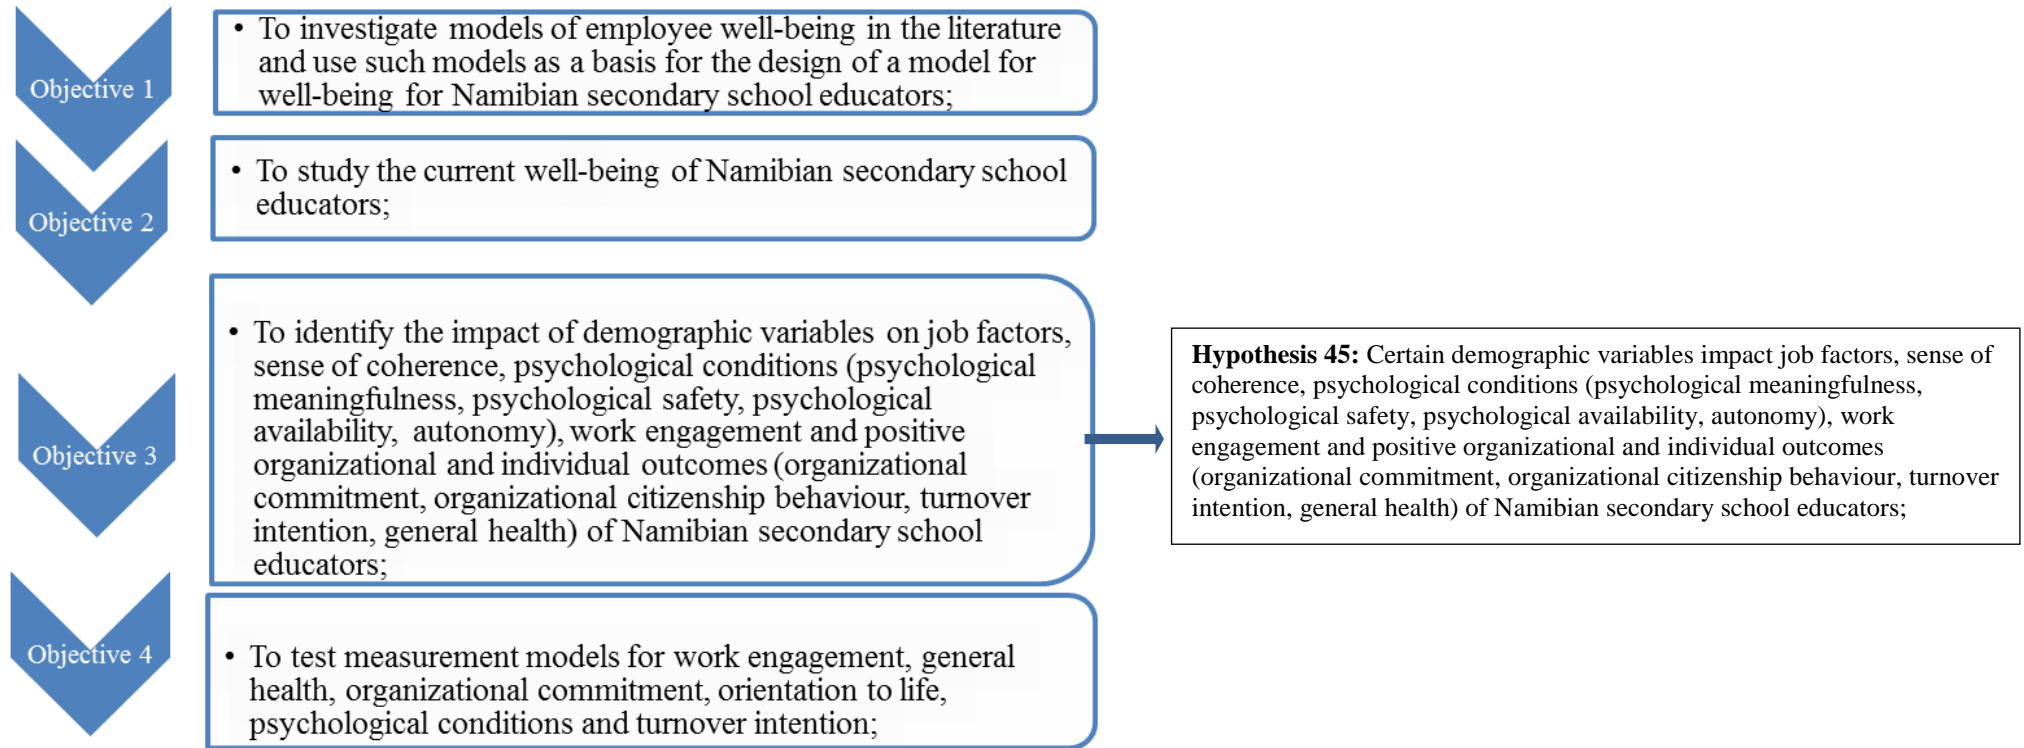 Objective 1
• To investigate models of employee well-being in the literature
and use such models as a basis for the design of a model for
well-being for Namibian secondary school educators;
Objective 2
• To study the current well-being of Namibian secondary school
educators;
Objective 3
• To identify the impact of demographic variables on job factors,
sense of coherence, psychological conditions (psychological
meaningfulness, psychological safety, psychological
availability, autonomy), work engagement and positive
organizational and individual outcomes (organizational
commitment, organizational citizenship behaviour, turnover
intention, general health) of Namibian secondary school
educators;
Hypothesis 45: Certain demographic variables impact job factors, sense of
coherence, psychological conditions (psychological meaningfulness,
psychological safety, psychological availability, autonomy), work
engagement and positive organizational and individual outcomes
(organizational commitment, organizational citizenship behaviour, turnover
intention, general health) of Namibian secondary school educators;
Objective 4
• To test measurement models for work engagement, general
health, organizational commitment, orientation to life,
psychological conditions and turnover intention;